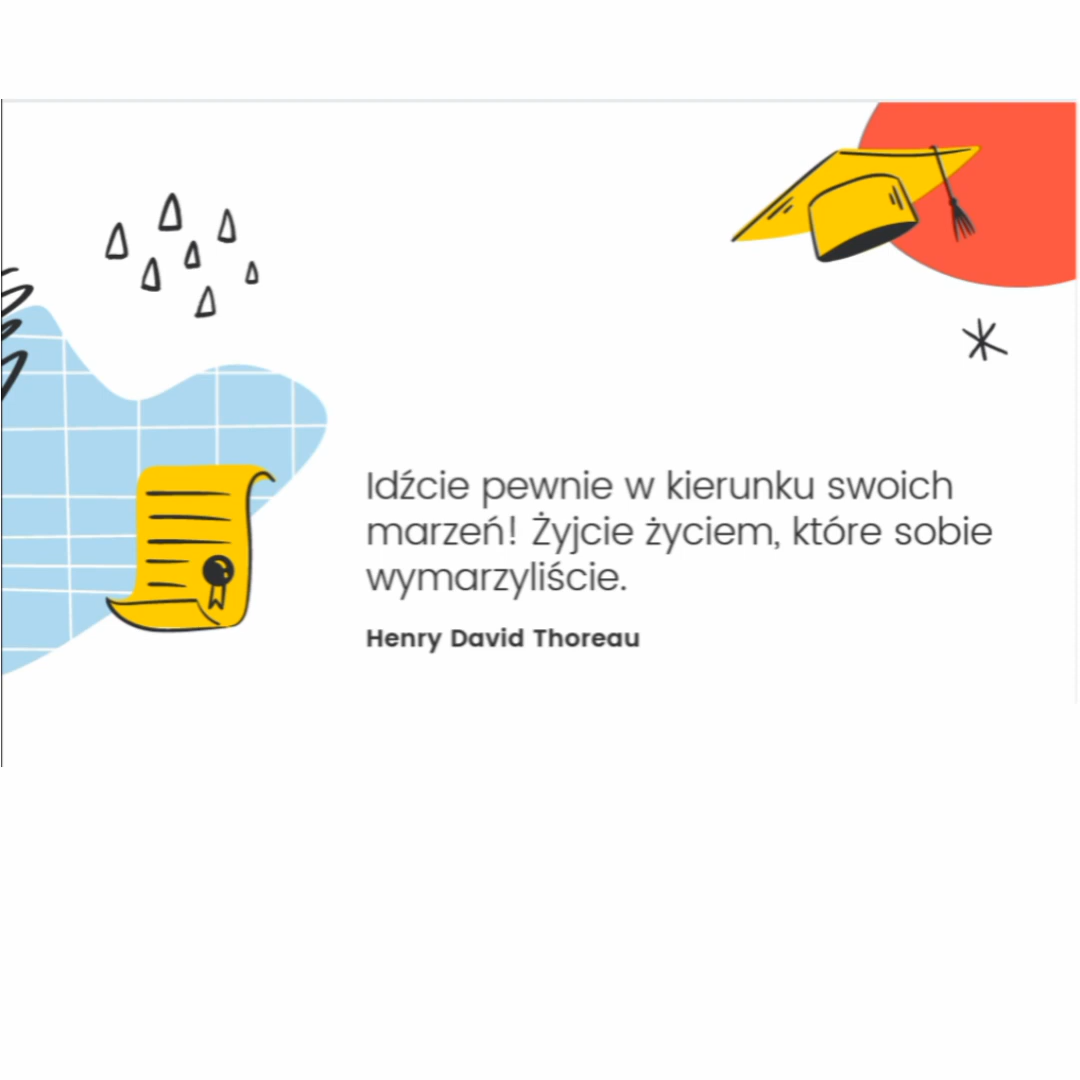 Idźcie pewnie w kierunku swoich
marzeń! Żyjcie życiem, które sobie
wymarzyliście.
Henry David Thoreau